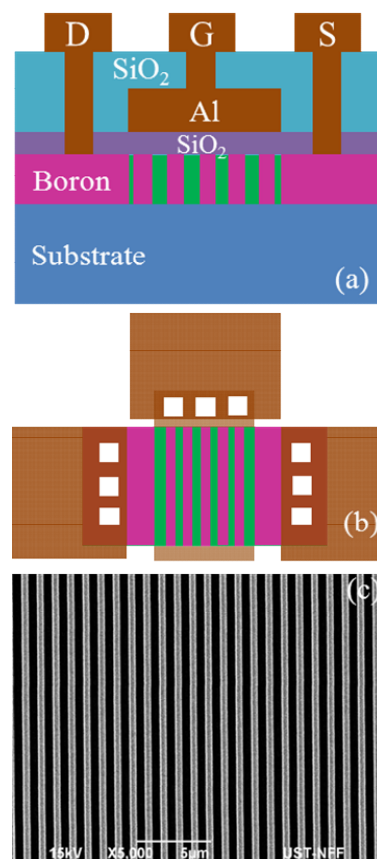 D G S
SiO₂
Al
SiO₂
Boron
Substrate
(a)
(b)
(c)
15kV X5,000 5μm UST-NFF